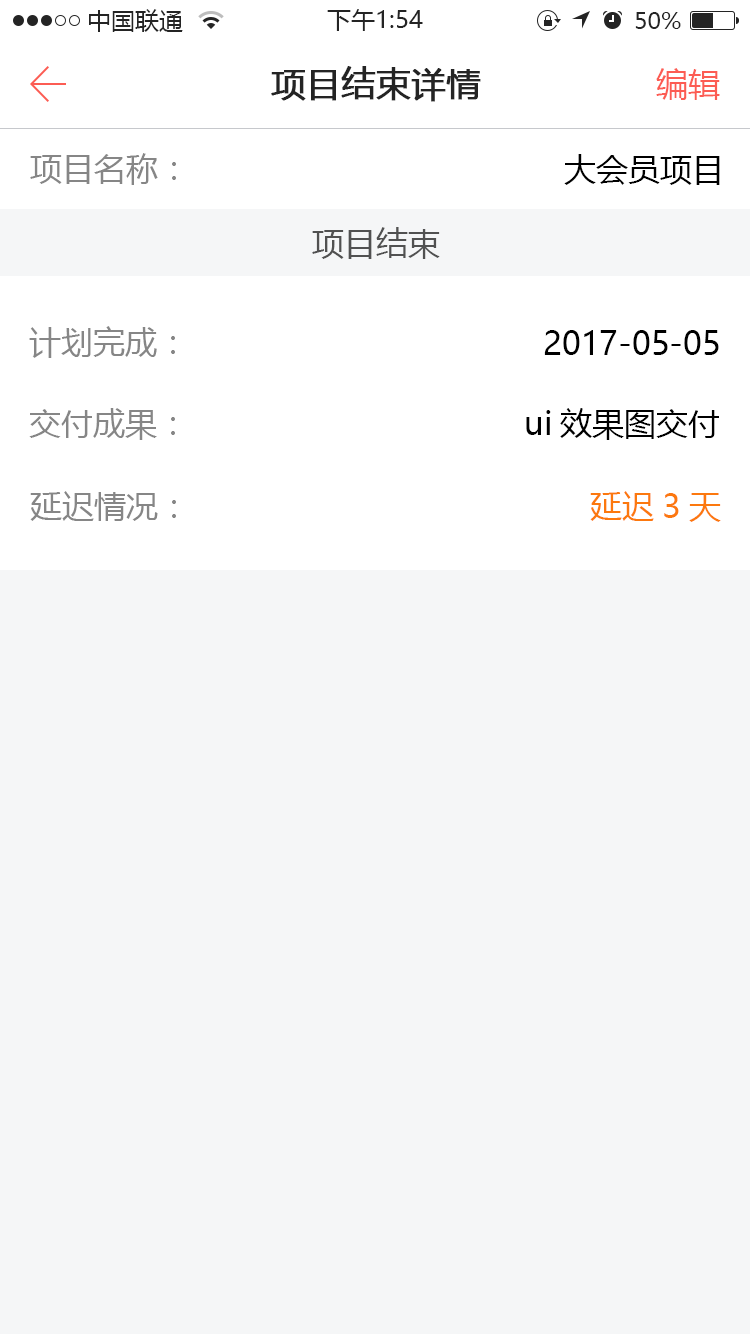 中国联通 下午1:54 50%
项目结束详情 编辑
项目名称： 大会员项目
项目结束
计划完成： 2017-05-05
交付成果： ui 效果图交付
延迟情况： 延迟 3 天